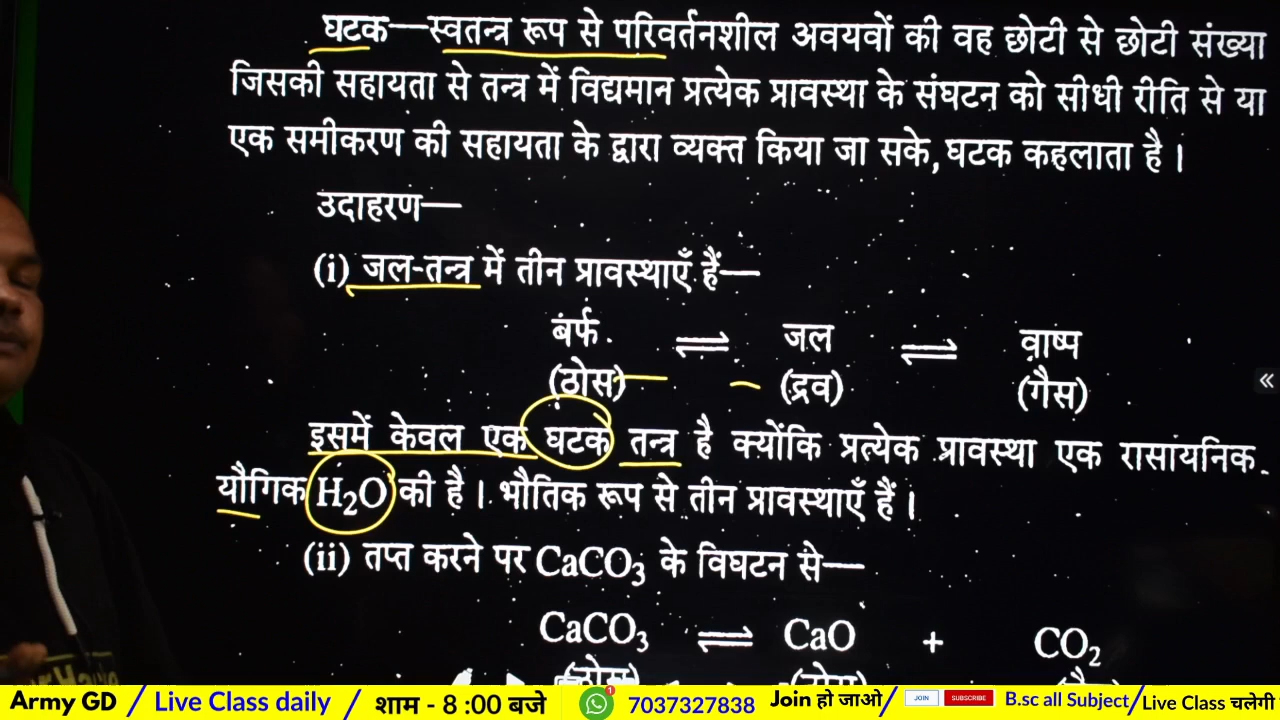 घटक—स्वतन्त्र रूप से परिवर्तनशील अवयवों की वह छोटी से छोटी संख्या
जिसकी सहायता से तन्त्र में विद्यमान प्रत्येक प्रावस्था के संघटन को सीधी रीति से या
एक समीकरण की सहायता के द्वारा व्यक्त किया जा सके, घटक कहलाता है।
उदाहरण—
(i) जल-तन्त्र में तीन प्रावस्थाएँ हैं—
बर्फ ⇌ जल ⇌ वाष्प
(ठोस) (द्रव) (गैस)
इसमें केवल एक घटक तन्त्र है क्योंकि प्रत्येक प्रावस्था एक रासायनिक
यौगिक H₂O की है। भौतिक रूप से तीन प्रावस्थाएँ हैं।
(ii) तप्त करने पर CaCO₃ के विघटन से—
CaCO₃ ⇌ CaO + CO₂
Army GD / Live Class daily / शाम - 8 :00 बजे 7037327838 Join हो जाओ / JOIN SUBSCRIBE B.sc all Subject / Live Class चलेगी